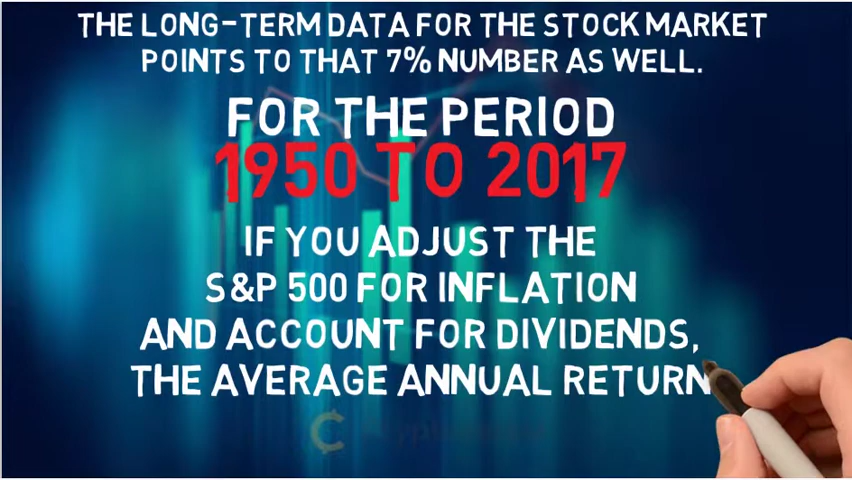 THE LONG-TERM DATA FOR THE STOCK MARKET
POINTS TO THAT 7% NUMBER AS WELL.
FOR THE PERIOD
1950 TO 2017
IF YOU ADJUST THE
S&P 500 FOR INFLATION
AND ACCOUNT FOR DIVIDENDS,
THE AVERAGE ANNUAL RETURN